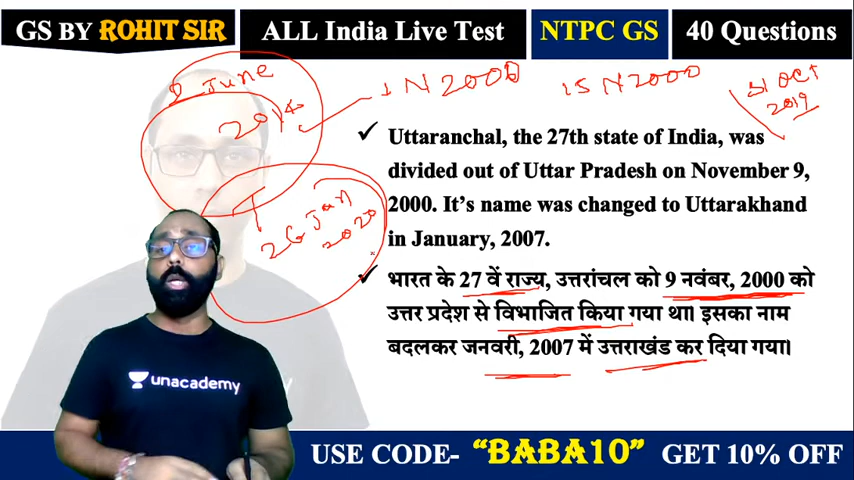 GS BY ROHIT SIR
ALL India Live Test
NTPC GS
40 Questions
2 June
2014
1 N 2000
15 N 2000
31 OCT
2019
✓ Uttaranchal, the 27th state of India, was
divided out of Uttar Pradesh on November 9,
2000. It’s name was changed to Uttarakhand
in January, 2007.
T
26 Jan
2020
✓ भारत के 27 वें राज्य, उत्तरांचल को 9 नवंबर, 2000 को
उत्तर प्रदेश से विभाजित किया गया था। इसका नाम
बदलकर जनवरी, 2007 में उत्तराखंड कर दिया गया।
unacademy
USE CODE- “BABA10” GET 10% OFF